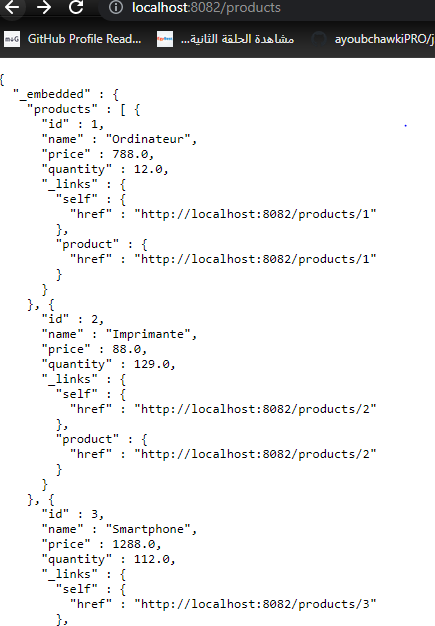 localhost:8082/products
GitHub Profile Read...
مشاهدة الحلقة الثانية...
ayoubchawkiPRO/j
{
  "_embedded" : {
    "products" : [ {
      "id" : 1,
      "name" : "Ordinateur",
      "price" : 788.0,
      "quantity" : 12.0,
      "_links" : {
        "self" : {
          "href" : "http://localhost:8082/products/1"
        },
        "product" : {
          "href" : "http://localhost:8082/products/1"
        }
      }
    }, {
      "id" : 2,
      "name" : "Imprimante",
      "price" : 88.0,
      "quantity" : 129.0,
      "_links" : {
        "self" : {
          "href" : "http://localhost:8082/products/2"
        },
        "product" : {
          "href" : "http://localhost:8082/products/2"
        }
      }
    }, {
      "id" : 3,
      "name" : "Smartphone",
      "price" : 1288.0,
      "quantity" : 112.0,
      "_links" : {
        "self" : {
          "href" : "http://localhost:8082/products/3"
        },